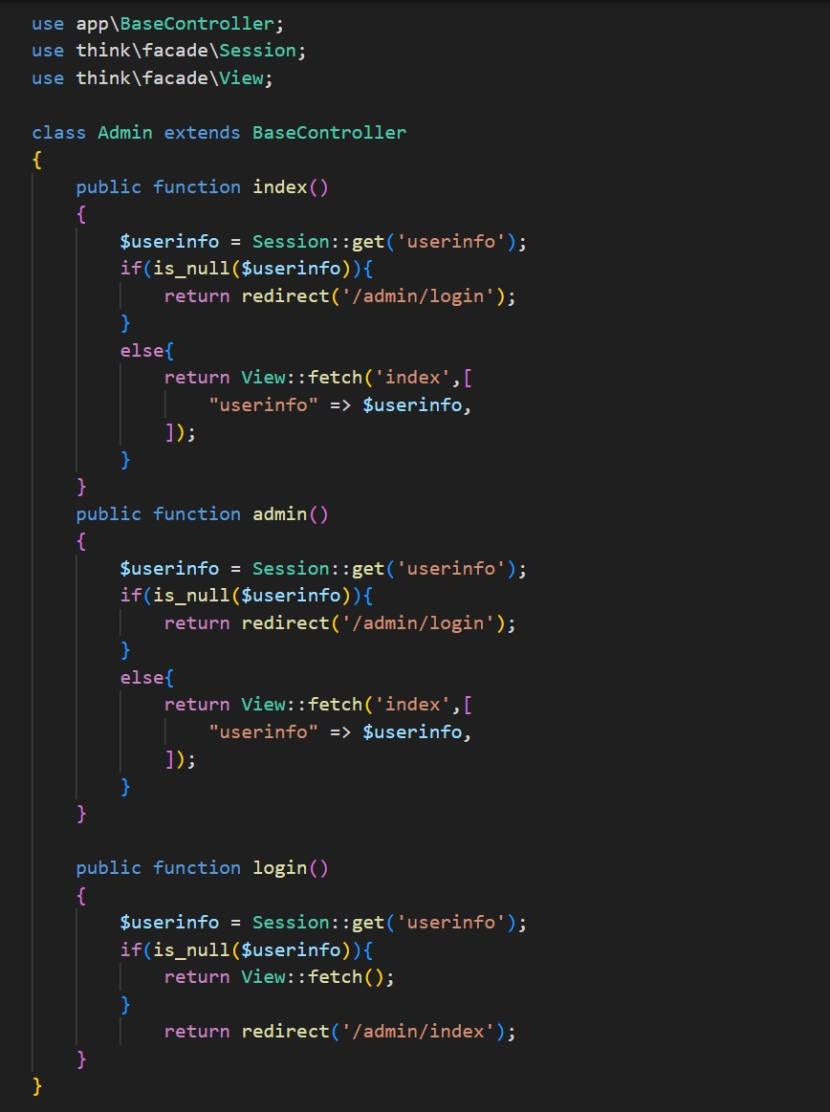 use app\BaseController;
use think\facade\Session;
use think\facade\View;
class Admin extends BaseController
{
public function index()
{
$userinfo = Session::get('userinfo');
if(is_null($userinfo)){
return redirect('/admin/login');
}
else{
return View::fetch('index',[
"userinfo" => $userinfo,
]);
}
}
public function admin()
{
$userinfo = Session::get('userinfo');
if(is_null($userinfo)){
return redirect('/admin/login');
}
else{
return View::fetch('index',[
"userinfo" => $userinfo,
]);
}
}
public function login()
{
$userinfo = Session::get('userinfo');
if(is_null($userinfo)){
return View::fetch();
}
return redirect('/admin/index');
}
}